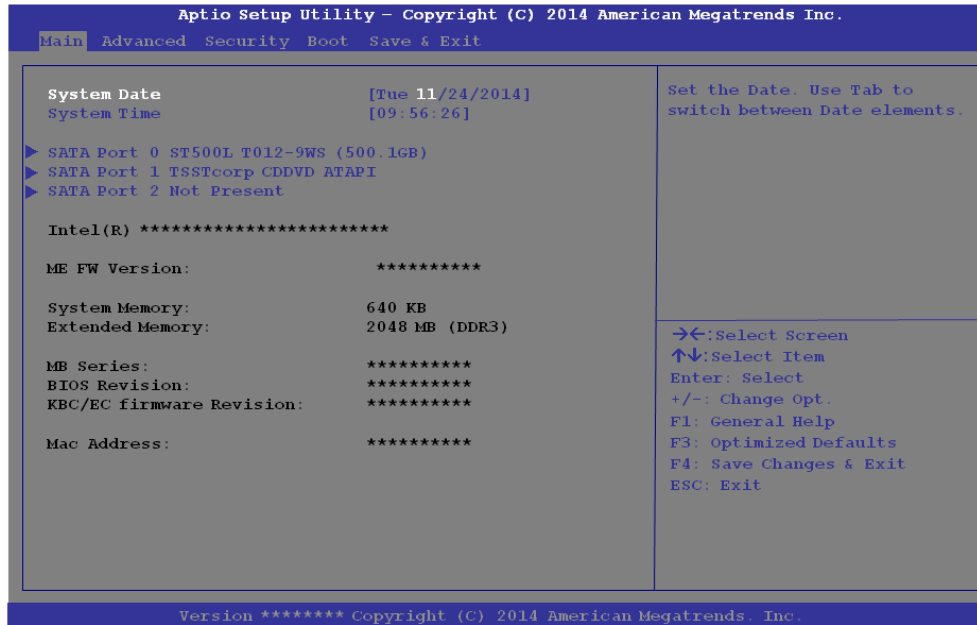 Aptio Setup Utility – Copyright (C) 2014 American Megatrends Inc.
Main Advanced Security Boot Save & Exit
System Date [Tue 11/24/2014]
System Time [09:56:26]
▶ SATA Port 0 ST500L T012-9WS (500.1GB)
▶ SATA Port 1 TSSTcorp CDDVD ATAPI
▶ SATA Port 2 Not Present
Intel(R) ************************
ME FW Version: **********
System Memory: 640 KB
Extended Memory: 2048 MB (DDR3)
MB Series: **********
BIOS Revision: **********
KBC/EC firmware Revision: **********
Mac Address: **********
Set the Date. Use Tab to
switch between Date elements.
→←:Select Screen
↑↓:Select Item
Enter: Select
+/-: Change Opt.
F1: General Help
F3: Optimized Defaults
F4: Save Changes & Exit
ESC: Exit
Version ******** Copyright (C) 2014 American Megatrends. Inc.